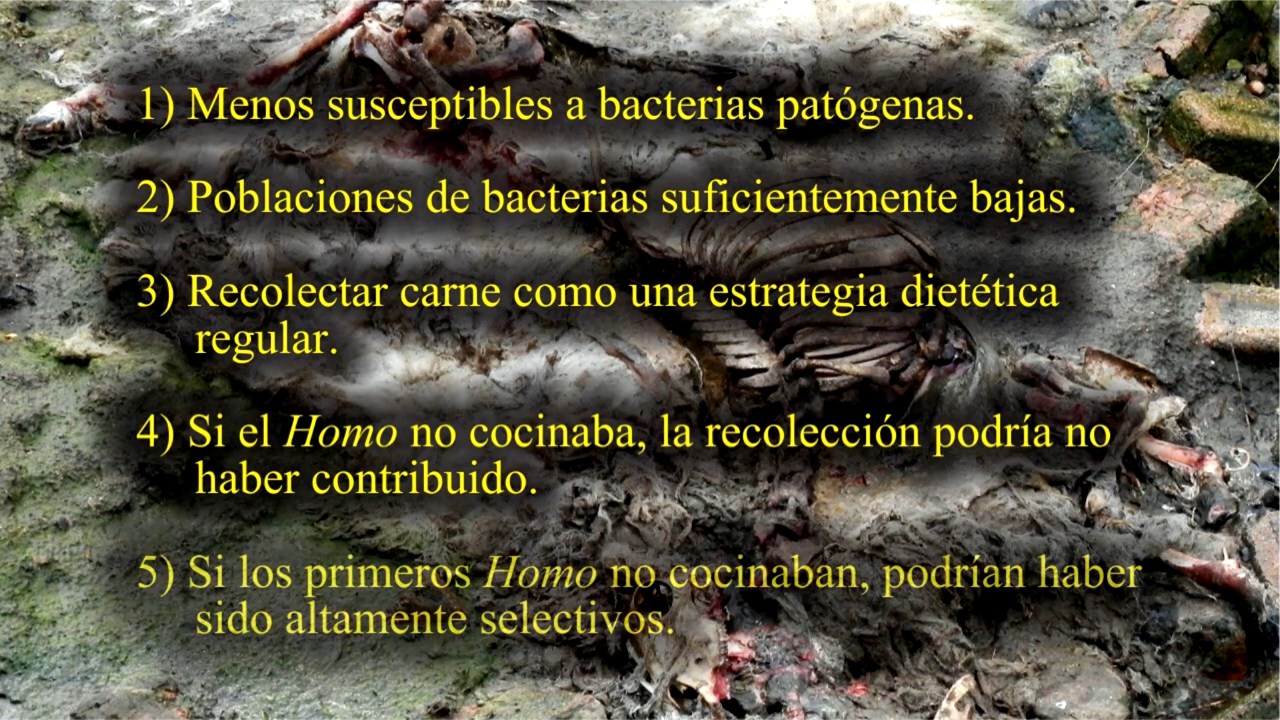 1) Menos susceptibles a bacterias patógenas.
2) Poblaciones de bacterias suficientemente bajas.
3) Recolectar carne como una estrategia dietética
regular.
4) Si el Homo no cocinaba, la recolección podría no
haber contribuido.
5) Si los primeros Homo no cocinaban, podrían haber
sido altamente selectivos.